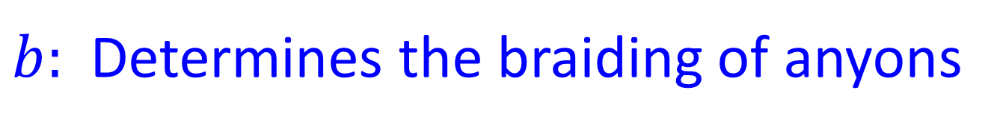 b: Determines the braiding of anyons